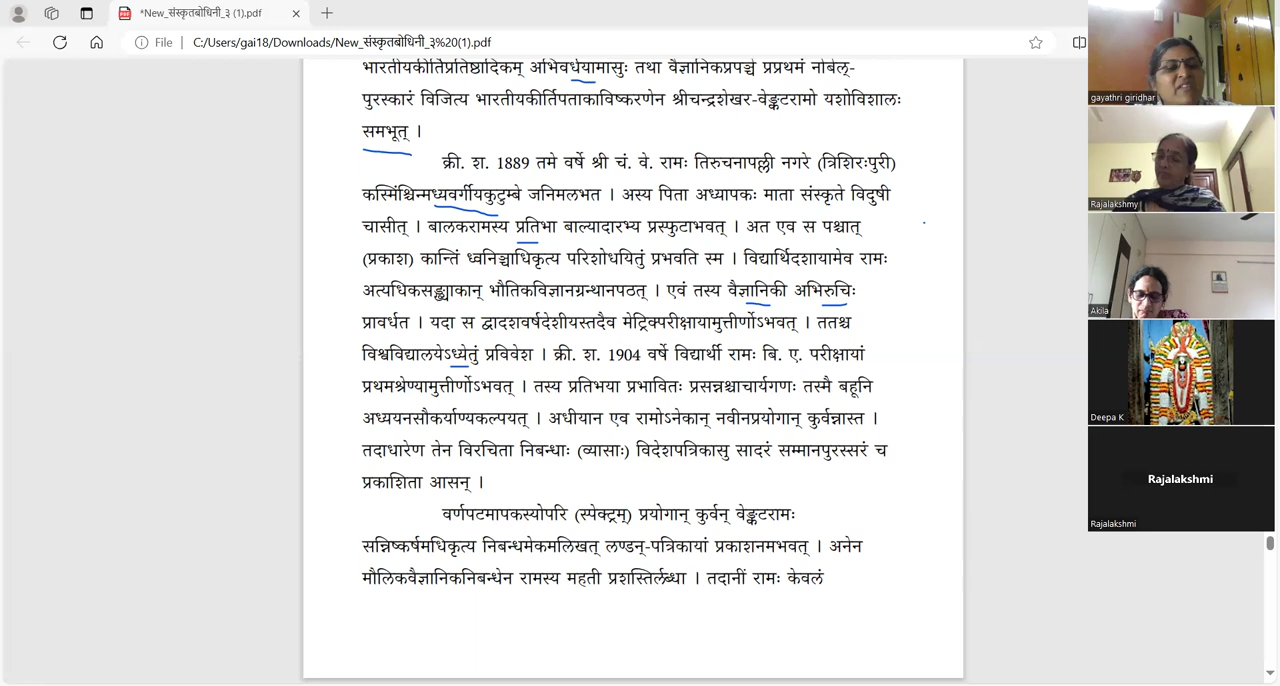 *New_संस्कृतबोधिनी_३ (1).pdf
File
C:/Users/gai18/Downloads/New_संस्कृतबोधिनी_३%20(1).pdf
भारतीयकीर्तिप्रतिष्ठादिकम् अभिवर्धयामासुः तथा वैज्ञानिकप्रपञ्चे प्रप्रथमं नोबेल्-
पुरस्कारं विजित्य भारतीयकीर्तिपताकाविष्करणेन श्रीचन्द्रशेखर-वेङ्कटरामो यशोविशालः
समभूत् ।
क्री. श. 1889 तमे वर्षे श्री चं. वे. रामः तिरुचनापल्ली नगरे (त्रिशिरःपुरी)
कस्मिंश्चिन्मध्यवर्गीयकुटुम्बे जनिमलभत । अस्य पिता अध्यापकः माता संस्कृते विदुषी
चासीत् । बालकरामस्य प्रतिभा बाल्यादारभ्य प्रस्फुटाभवत् । अत एव स पश्चात्
(प्रकाश) कान्तिं ध्वनिञ्चाधिकृत्य परिशोधयितुं प्रभवति स्म । विद्यार्थिदशायामेव रामः
अत्यधिकसङ्ख्याकान् भौतिकविज्ञानग्रन्थानपठत् । एवं तस्य वैज्ञानिकी अभिरुचिः
प्रावर्धत । यदा स द्वादशवर्षदेशीयस्तदैव मेट्रिक्परीक्षायामुत्तीर्णोऽभवत् । ततश्च
विश्वविद्यालयेऽध्येतुं प्रविवेश । क्री. श. 1904 वर्षे विद्यार्थी रामः बि. ए. परीक्षायां
प्रथमश्रेण्यामुत्तीर्णोऽभवत् । तस्य प्रतिभया प्रभावितः प्रसन्नश्चाचार्यगणः तस्मै बहूनि
अध्ययनसौकर्याण्यकल्पयत् । अधीयान एव रामोऽनेकान् नवीनप्रयोगान् कुर्वन्नास्त ।
तदाधारेण तेन विरचिता निबन्धाः (व्यासाः) विदेशपत्रिकासु सादरं सम्मानपुरस्सरं च
प्रकाशिता आसन् ।
वर्णपटमापकस्योपरि (स्पेक्ट्रम्) प्रयोगान् कुर्वन् वेङ्कटरामः
सन्निष्कर्षमधिकृत्य निबन्धमेकमलिखत् लण्डन्-पत्रिकायां प्रकाशनमभवत् । अनेन
मौलिकवैज्ञानिकनिबन्धेन रामस्य महती प्रशस्तिर्लब्धा । तदानीं रामः केवलं
gayathri giridhar
Rajalakshmy
Akila
Deepa K
Rajalakshmi
Rajalakshmi